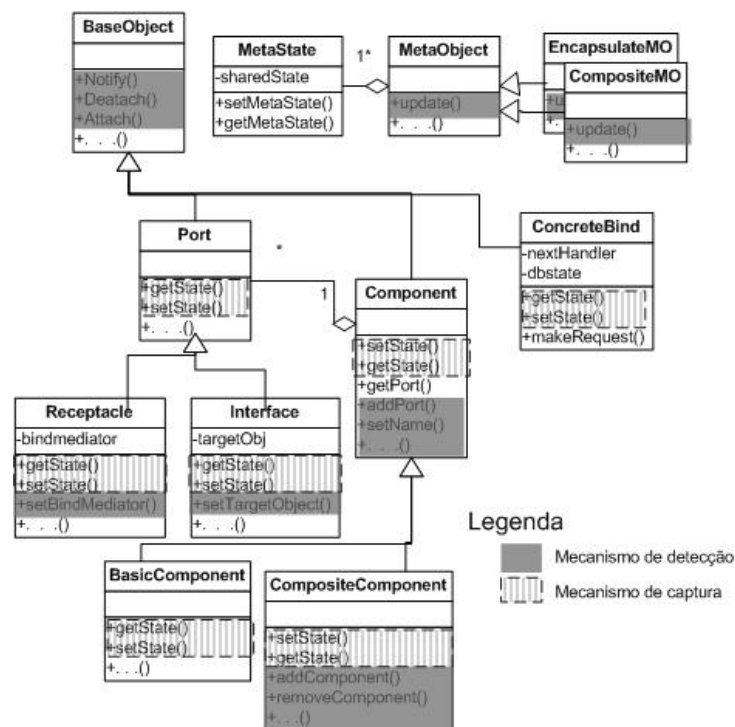 BaseObject
+Notify()
+Deatach()
+Attach()
+. . .()
MetaState
-sharedState
+setMetaState()
+getMetaState()
1*
MetaObject
+update()
+. . .()
EncapsulateMO
+u
+.
CompositeMO
+update()
+. . .()
Port
+getState()
+setState()
+. . .()
*
1
Component
+setState()
+getState()
+getPort()
+addPort()
+setName()
+. . .()
ConcreteBind
-nextHandler
-dbstate
+getState()
+setState()
+makeRequest()
Receptacle
-bindmediator
+getState()
+setState()
+setBindMediator()
+. . .()
Interface
-targetObj
+getState()
+setState()
+setTargetObject()
+. . .()
BasicComponent
+getState()
+setState()
+. . .()
CompositeComponent
+setState()
+getState()
+addComponent()
+removeComponent()
+. . .()
Legenda
Mecanismo de detecção
Mecanismo de captura